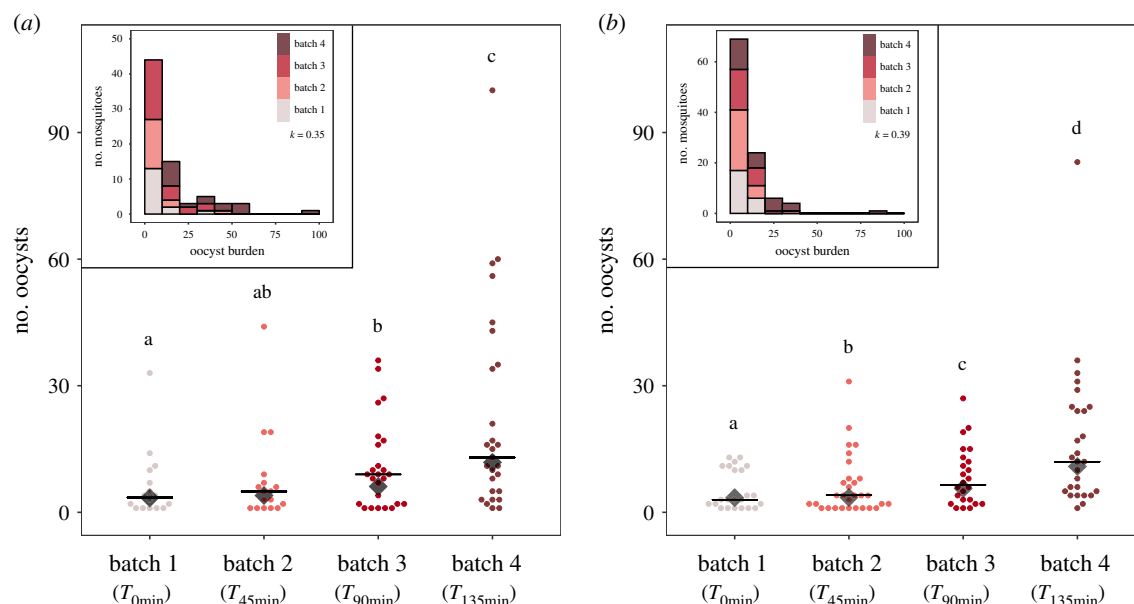 (a)
no. oocysts
90
60
30
0
no. mosquitoes
50
40
30
20
10
0
0 25 50 75 100
oocyst burden
batch 4
batch 3
batch 2
batch 1
k = 0.35
a
ab
b
c
batch 1 batch 2 batch 3 batch 4
(T0min) (T45min) (T90min) (T135min)
(b)
no. oocysts
90
60
30
0
no. mosquitoes
60
40
20
0
0 25 50 75 100
oocyst burden
batch 4
batch 3
batch 2
batch 1
k = 0.39
a
b
c
d
batch 1 batch 2 batch 3 batch 4
(T0min) (T45min) (T90min) (T135min)